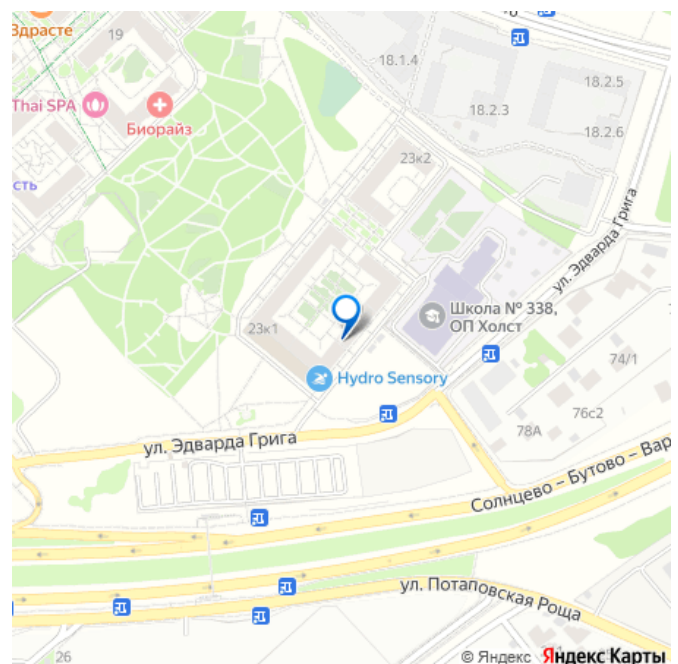 Здрасте
19
18.1.4
18.2.5
18.2.3
18.2.6
Thai SPA
Биорайз
23к2
сть
ул. Эдварда Грига
Школа № 338,
ОП Холст
23к1
Hydro Sensory
74/1
76с2
78А
ул. Эдварда Грига
Солнцево – Бутово – Вар
ул. Потаповская Роща
26
© Яндекс Яндекс Карты